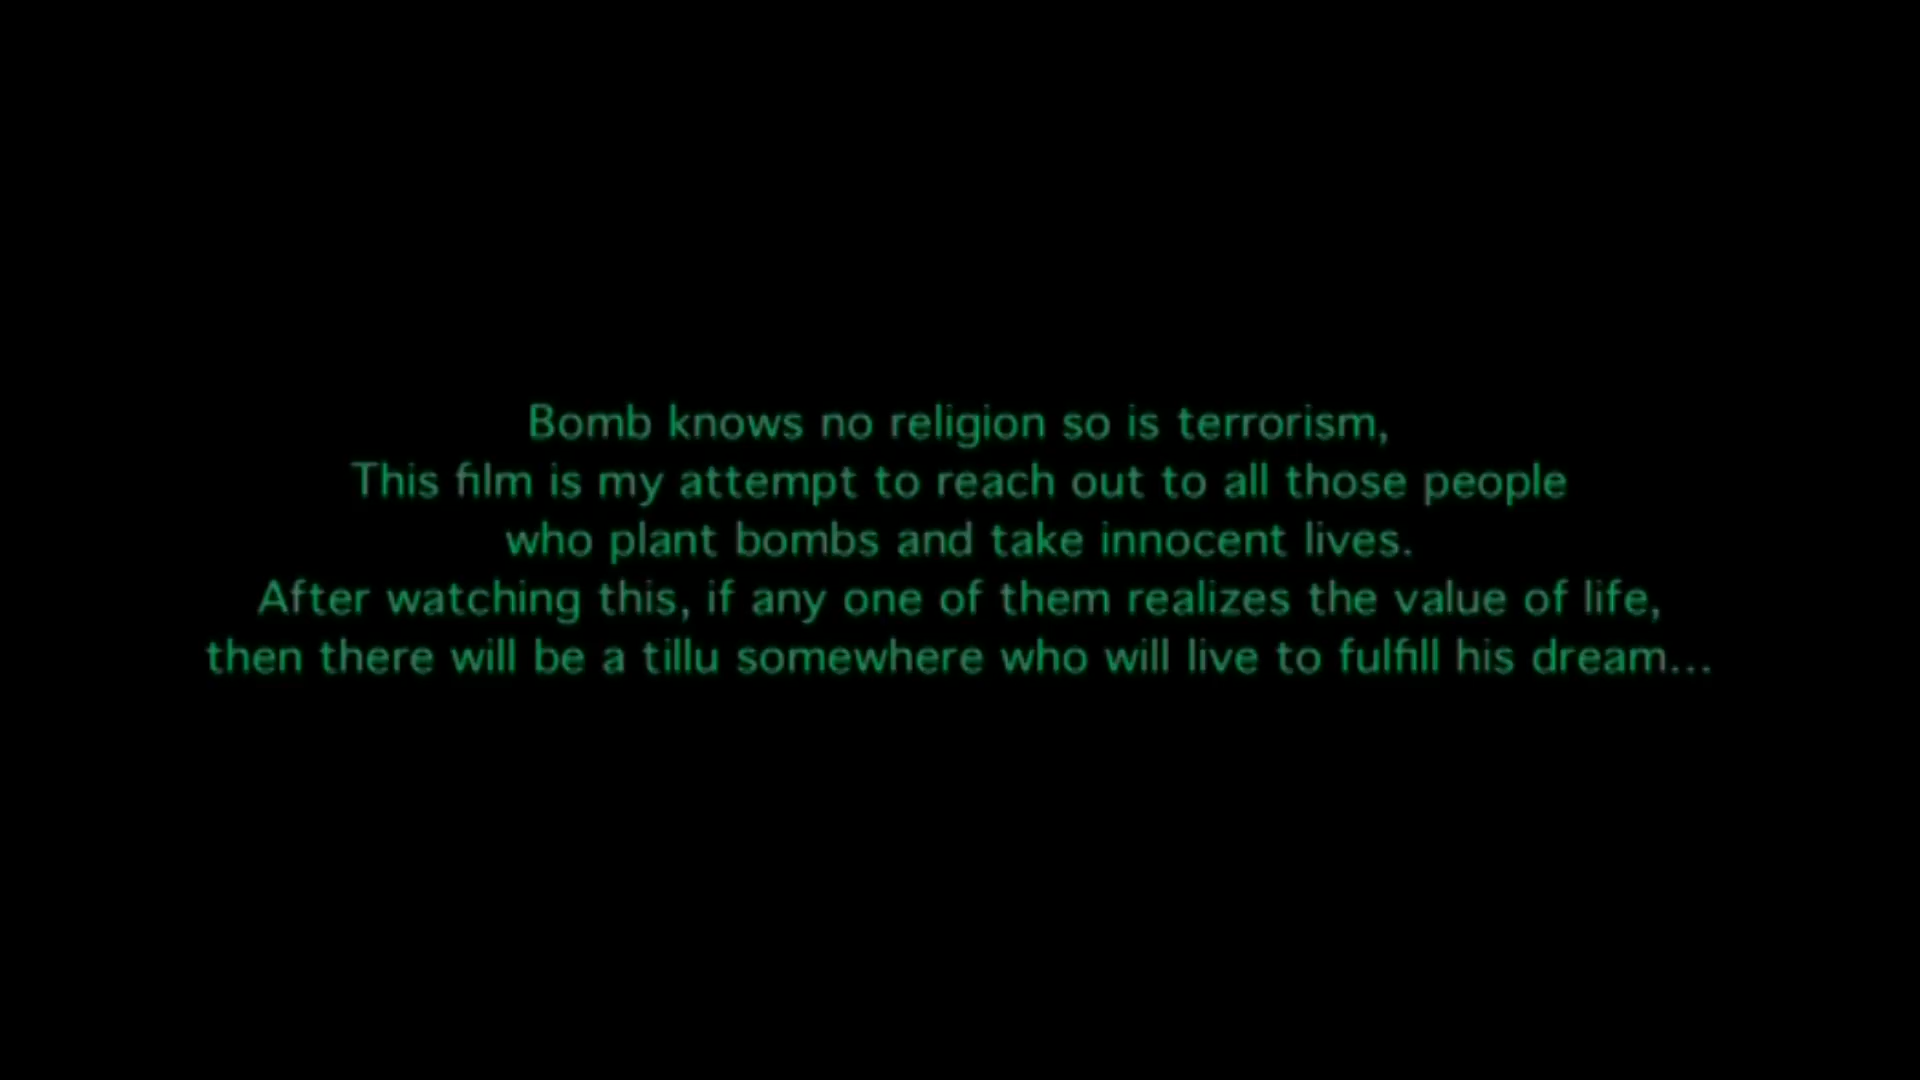 Bomb knows no religion so is terrorism,
This film is my attempt to reach out to all those people
who plant bombs and take innocent lives.
After watching this, if any one of them realizes the value of life,
then there will be a tillu somewhere who will live to fulfill his dream...